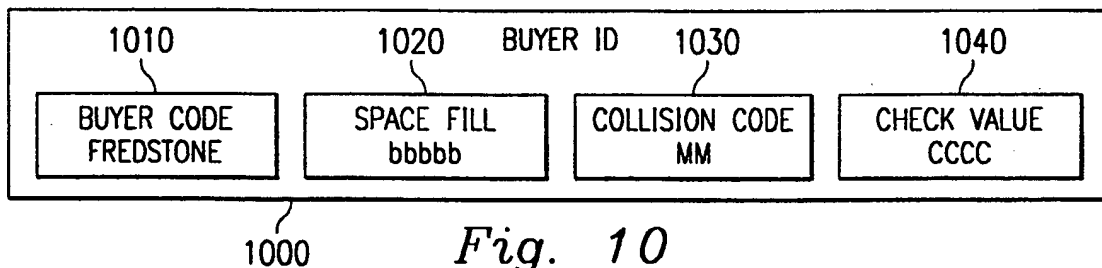 1010 1020 BUYER ID 1030 1040
BUYER CODE SPACE FILL COLLISION CODE CHECK VALUE
FREDSTONE bbbbb MM CCCC
1000 Fig. 10